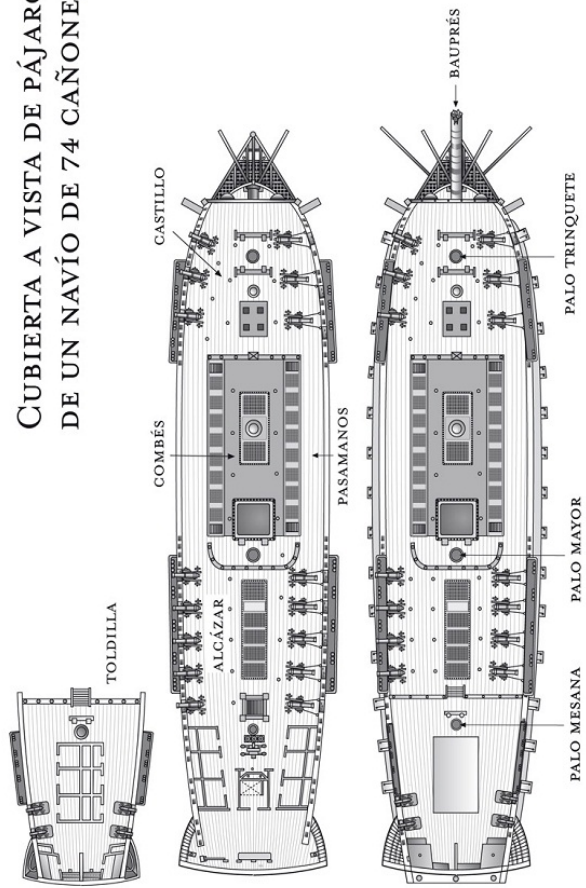 CUBIERTA A VISTA DE PÁJARO
DE UN NAVÍO DE 74 CAÑONE
BAUPRÉS
CASTILLO
PALO TRINQUETE
COMBÉS
PASAMANOS
PALO MAYOR
ALCÁZAR
TOLDILLA
PALO MESANA